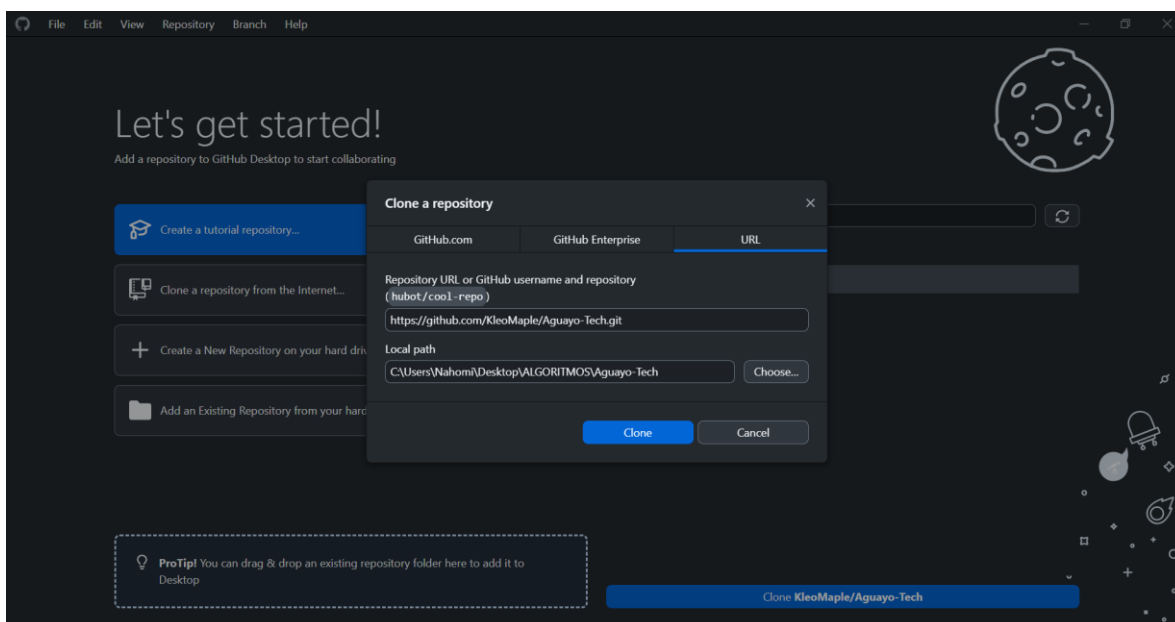 File Edit View Repository Branch Help
Let's get started!
Add a repository to GitHub Desktop to start collaborating
Create a tutorial repository...
Clone a repository from the Internet...
Create a New Repository on your hard
Add an Existing Repository from your
Clone a repository
GitHub.com GitHub Enterprise URL
Repository URL or GitHub username and repository
(hubot/cool-repo)
https://github.com/KleoMaple/Aguayo-Tech.git
Local path
C:\Users\Nahomi\Desktop\ALGORITMOS\Aguayo-Tech Choose...
Clone Cancel
ProTip! You can drag & drop an existing repository folder here to add it to
Desktop
Clone KleoMaple/Aguayo-Tech